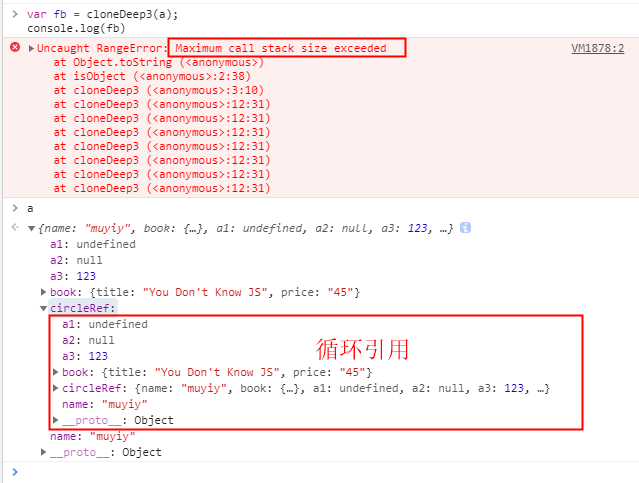 > var fb = cloneDeep3(a);
console.log(fb)
▶Uncaught RangeError: Maximum call stack size exceeded VM1878:2
at Object.toString (<anonymous>)
at isObject (<anonymous>:2:38)
at cloneDeep3 (<anonymous>:3:10)
at cloneDeep3 (<anonymous>:12:31)
at cloneDeep3 (<anonymous>:12:31)
at cloneDeep3 (<anonymous>:12:31)
at cloneDeep3 (<anonymous>:12:31)
at cloneDeep3 (<anonymous>:12:31)
at cloneDeep3 (<anonymous>:12:31)
at cloneDeep3 (<anonymous>:12:31)
> a
▼{name: "muyiy", book: {…}, a1: undefined, a2: null, a3: 123, …} i
a1: undefined
a2: null
a3: 123
▶book: {title: "You Don't Know JS", price: "45"}
▼circleRef:
a1: undefined
a2: null
循环引用
a3: 123
▶book: {title: "You Don't Know JS", price: "45"}
▶circleRef: {name: "muyiy", book: {…}, a1: undefined, a2: null, a3: 123, …}
name: "muyiy"
▶__proto__: Object
name: "muyiy"
▶__proto__: Object
>